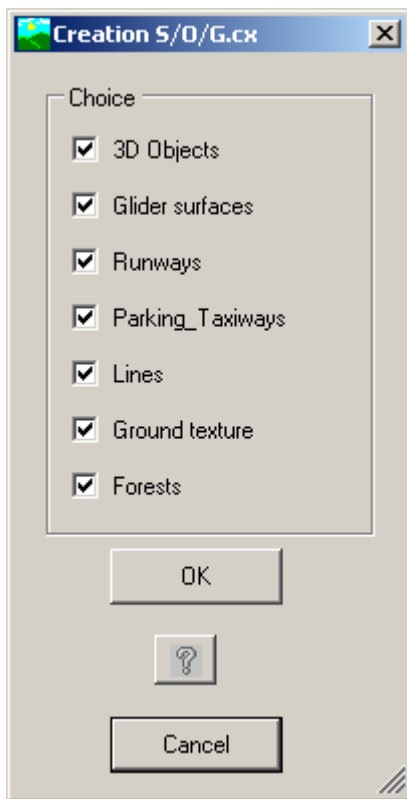 Creation S/O/G.cx
Choice
3D Objects
Glider surfaces
Runways
Parking_Taxiways
Lines
Ground texture
Forests
OK
?
Cancel